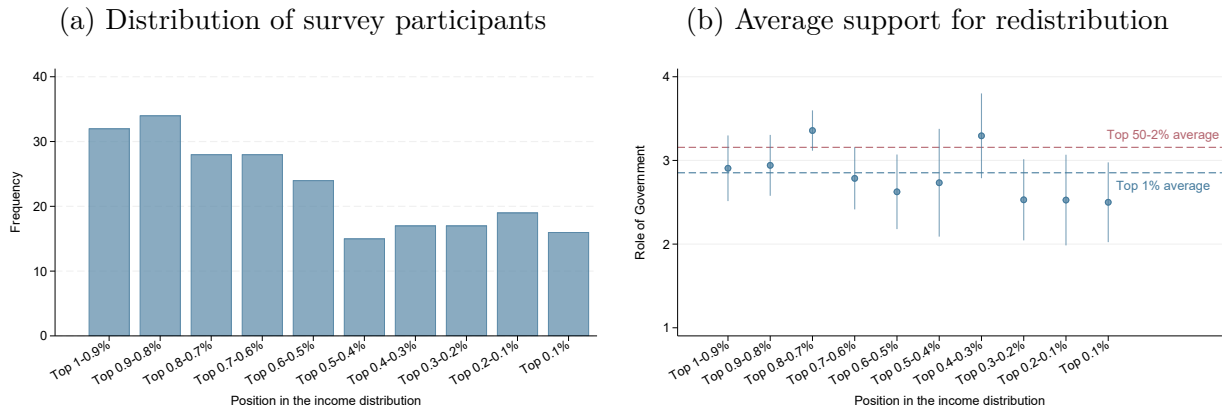 (a) Distribution of survey participants
40
30
20
10
0
Frequency
Top 1-0.9%
Top 0.9-0.8%
Top 0.8-0.7%
Top 0.7-0.6%
Top 0.6-0.5%
Top 0.5-0.4%
Top 0.4-0.3%
Top 0.3-0.2%
Top 0.2-0.1%
Top 0.1%
Position in the income distribution
(b) Average support for redistribution
4
3
2
1
Role of Government
Top 50-2% average
Top 1% average
Top 1-0.9%
Top 0.9-0.8%
Top 0.8-0.7%
Top 0.7-0.6%
Top 0.6-0.5%
Top 0.5-0.4%
Top 0.4-0.3%
Top 0.3-0.2%
Top 0.2-0.1%
Top 0.1%
Position in the income distribution